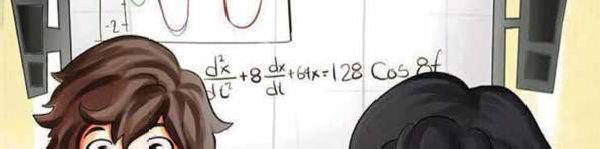 -2
d²x/dt² + 8 dx/dt + 64x = 128 Cos 8t